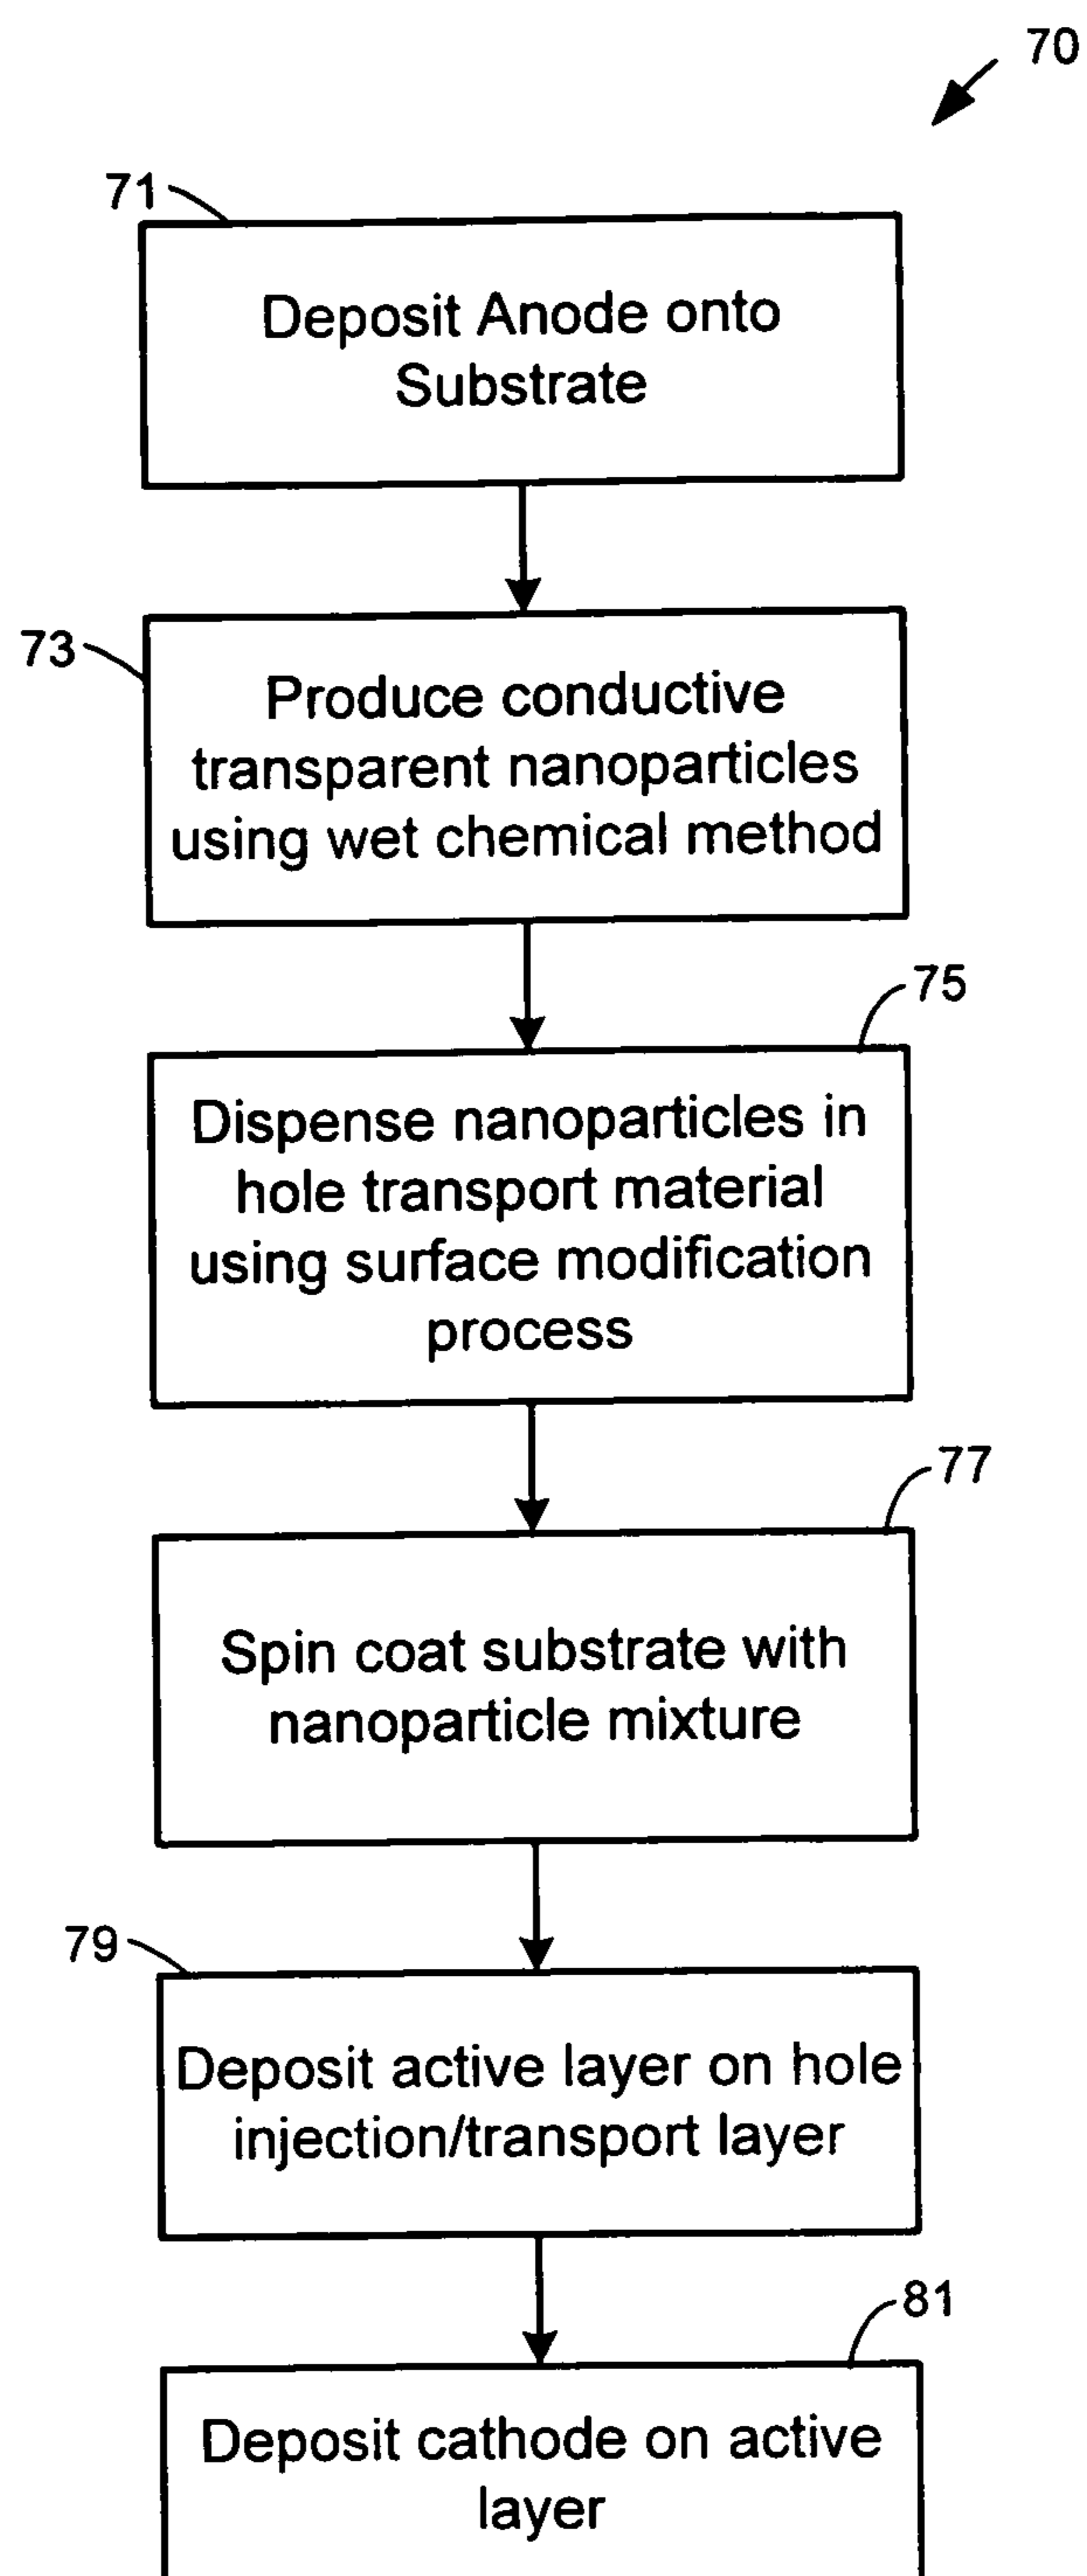 70
71
Deposit Anode onto
Substrate
73
Produce conductive
transparent nanoparticles
using wet chemical method
75
Dispense nanoparticles in
hole transport material
using surface modification
process
77
Spin coat substrate with
nanoparticle mixture
79
Deposit active layer on hole
injection/transport layer
81
Deposit cathode on active
layer